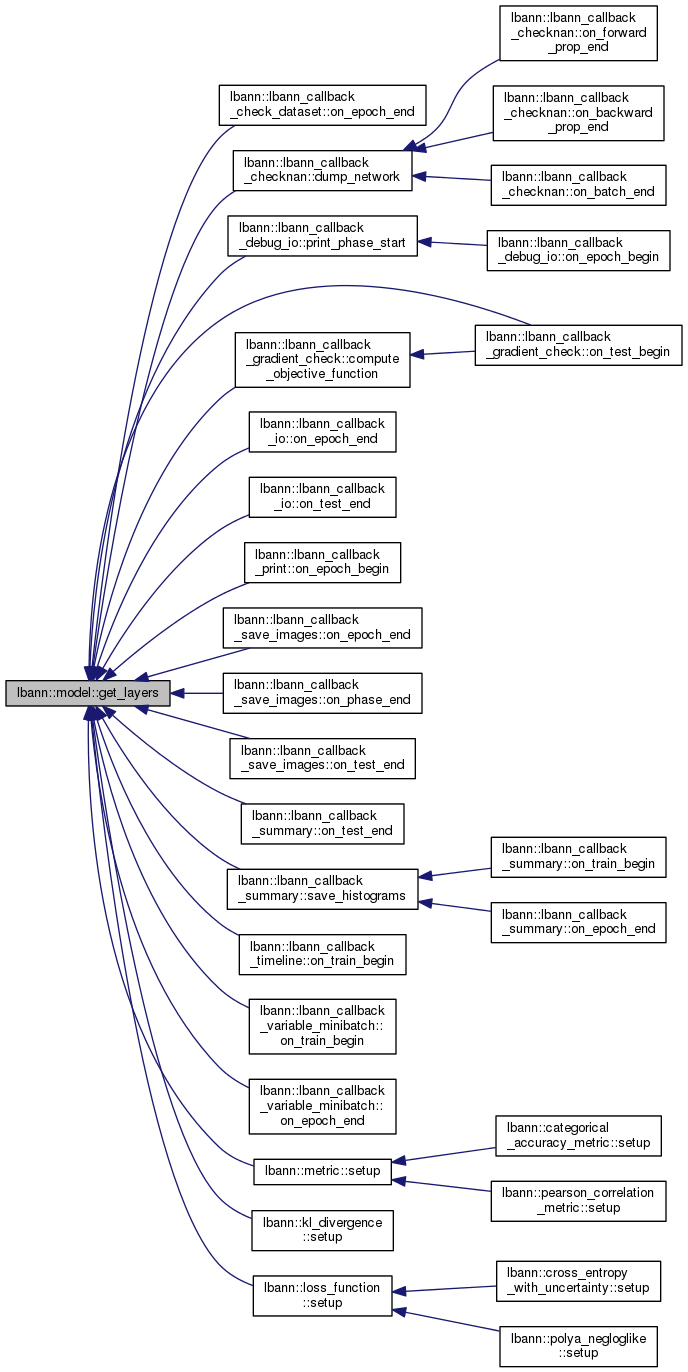 lbann::lbann_callback
_checknan::on_forward
_prop_end
lbann::lbann_callback
_check_dataset::on_epoch_end
lbann::lbann_callback
_checknan::on_backward
_prop_end
lbann::lbann_callback
_checknan::dump_network
lbann::lbann_callback
_checknan::on_batch_end
lbann::lbann_callback
_debug_io::print_phase_start
lbann::lbann_callback
_debug_io::on_epoch_begin
lbann::lbann_callback
_gradient_check::compute
_objective_function
lbann::lbann_callback
_gradient_check::on_test_begin
lbann::lbann_callback
_io::on_epoch_end
lbann::lbann_callback
_io::on_test_end
lbann::lbann_callback
_print::on_epoch_begin
lbann::lbann_callback
_save_images::on_epoch_end
lbann::model::get_layers
lbann::lbann_callback
_save_images::on_phase_end
lbann::lbann_callback
_save_images::on_test_end
lbann::lbann_callback
_summary::on_test_end
lbann::lbann_callback
_summary::on_train_begin
lbann::lbann_callback
_summary::save_histograms
lbann::lbann_callback
_summary::on_epoch_end
lbann::lbann_callback
_timeline::on_train_begin
lbann::lbann_callback
_variable_minibatch::
on_train_begin
lbann::lbann_callback
_variable_minibatch::
on_epoch_end
lbann::categorical
_accuracy_metric::setup
lbann::metric::setup
lbann::pearson_correlation
_metric::setup
lbann::kl_divergence
::setup
lbann::cross_entropy
_with_uncertainty::setup
lbann::loss_function
::setup
lbann::polya_negloglike
::setup